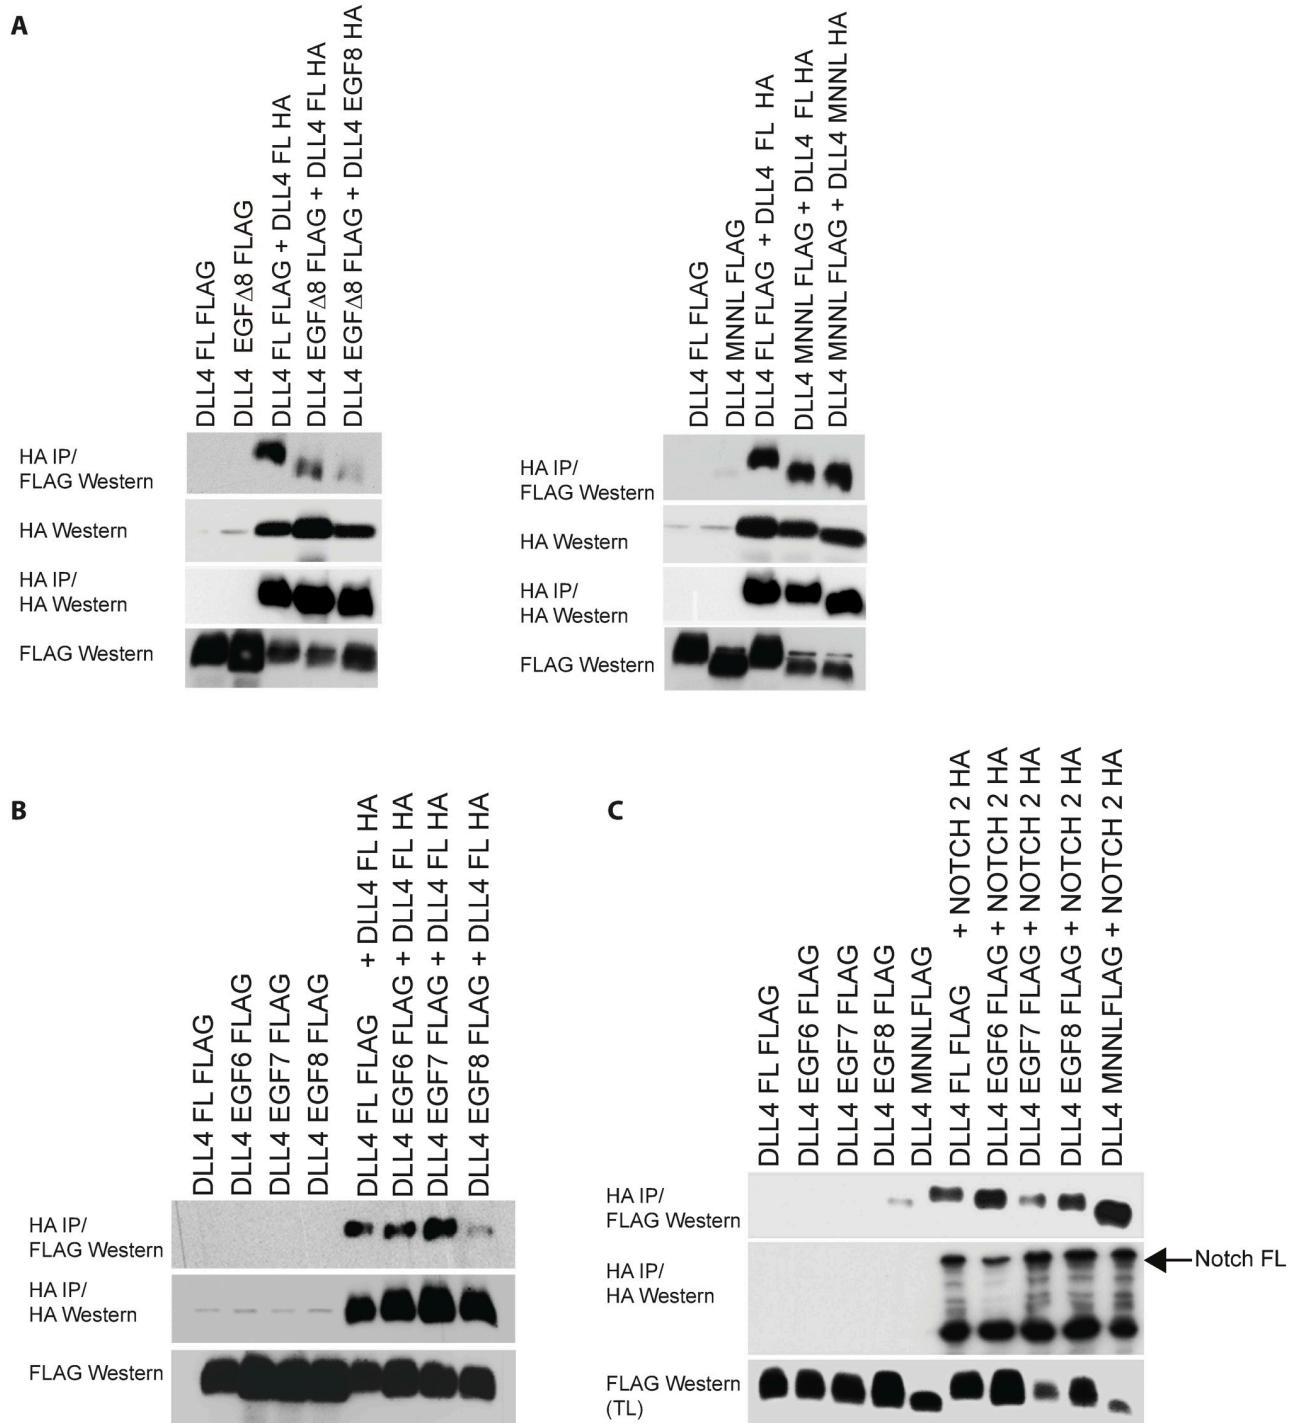 A
DLL4 FL FLAG
DLL4 EGFΔ8 FLAG
DLL4 FL FLAG + DLL4 FL HA
DLL4 EGFΔ8 FLAG + DLL4 FL HA
DLL4 EGFΔ8 FLAG + DLL4 EGF8 HA
HA IP/
FLAG Western
HA Western
HA IP/
HA Western
FLAG Western
DLL4 FL FLAG
DLL4 MNNL FLAG
DLL4 FL FLAG + DLL4 FL HA
DLL4 MNNL FLAG + DLL4 FL HA
DLL4 MNNL FLAG + DLL4 MNNL HA
HA IP/
FLAG Western
HA Western
HA IP/
HA Western
FLAG Western
B
DLL4 FL FLAG
DLL4 EGF6 FLAG
DLL4 EGF7 FLAG
DLL4 EGF8 FLAG
DLL4 FL FLAG + DLL4 FL HA
DLL4 EGF6 FLAG + DLL4 FL HA
DLL4 EGF7 FLAG + DLL4 FL HA
DLL4 EGF8 FLAG + DLL4 FL HA
HA IP/
FLAG Western
HA IP/
HA Western
FLAG Western
C
DLL4 FL FLAG
DLL4 EGF6 FLAG
DLL4 EGF7 FLAG
DLL4 EGF8 FLAG
DLL4 MNNLFLAG
DLL4 FL FLAG + NOTCH 2 HA
DLL4 EGF6 FLAG + NOTCH 2 HA
DLL4 EGF7 FLAG + NOTCH 2 HA
DLL4 EGF8 FLAG + NOTCH 2 HA
DLL4 MNNLFLAG + NOTCH 2 HA
HA IP/
FLAG Western
HA IP/
HA Western
Notch FL
FLAG Western
(TL)